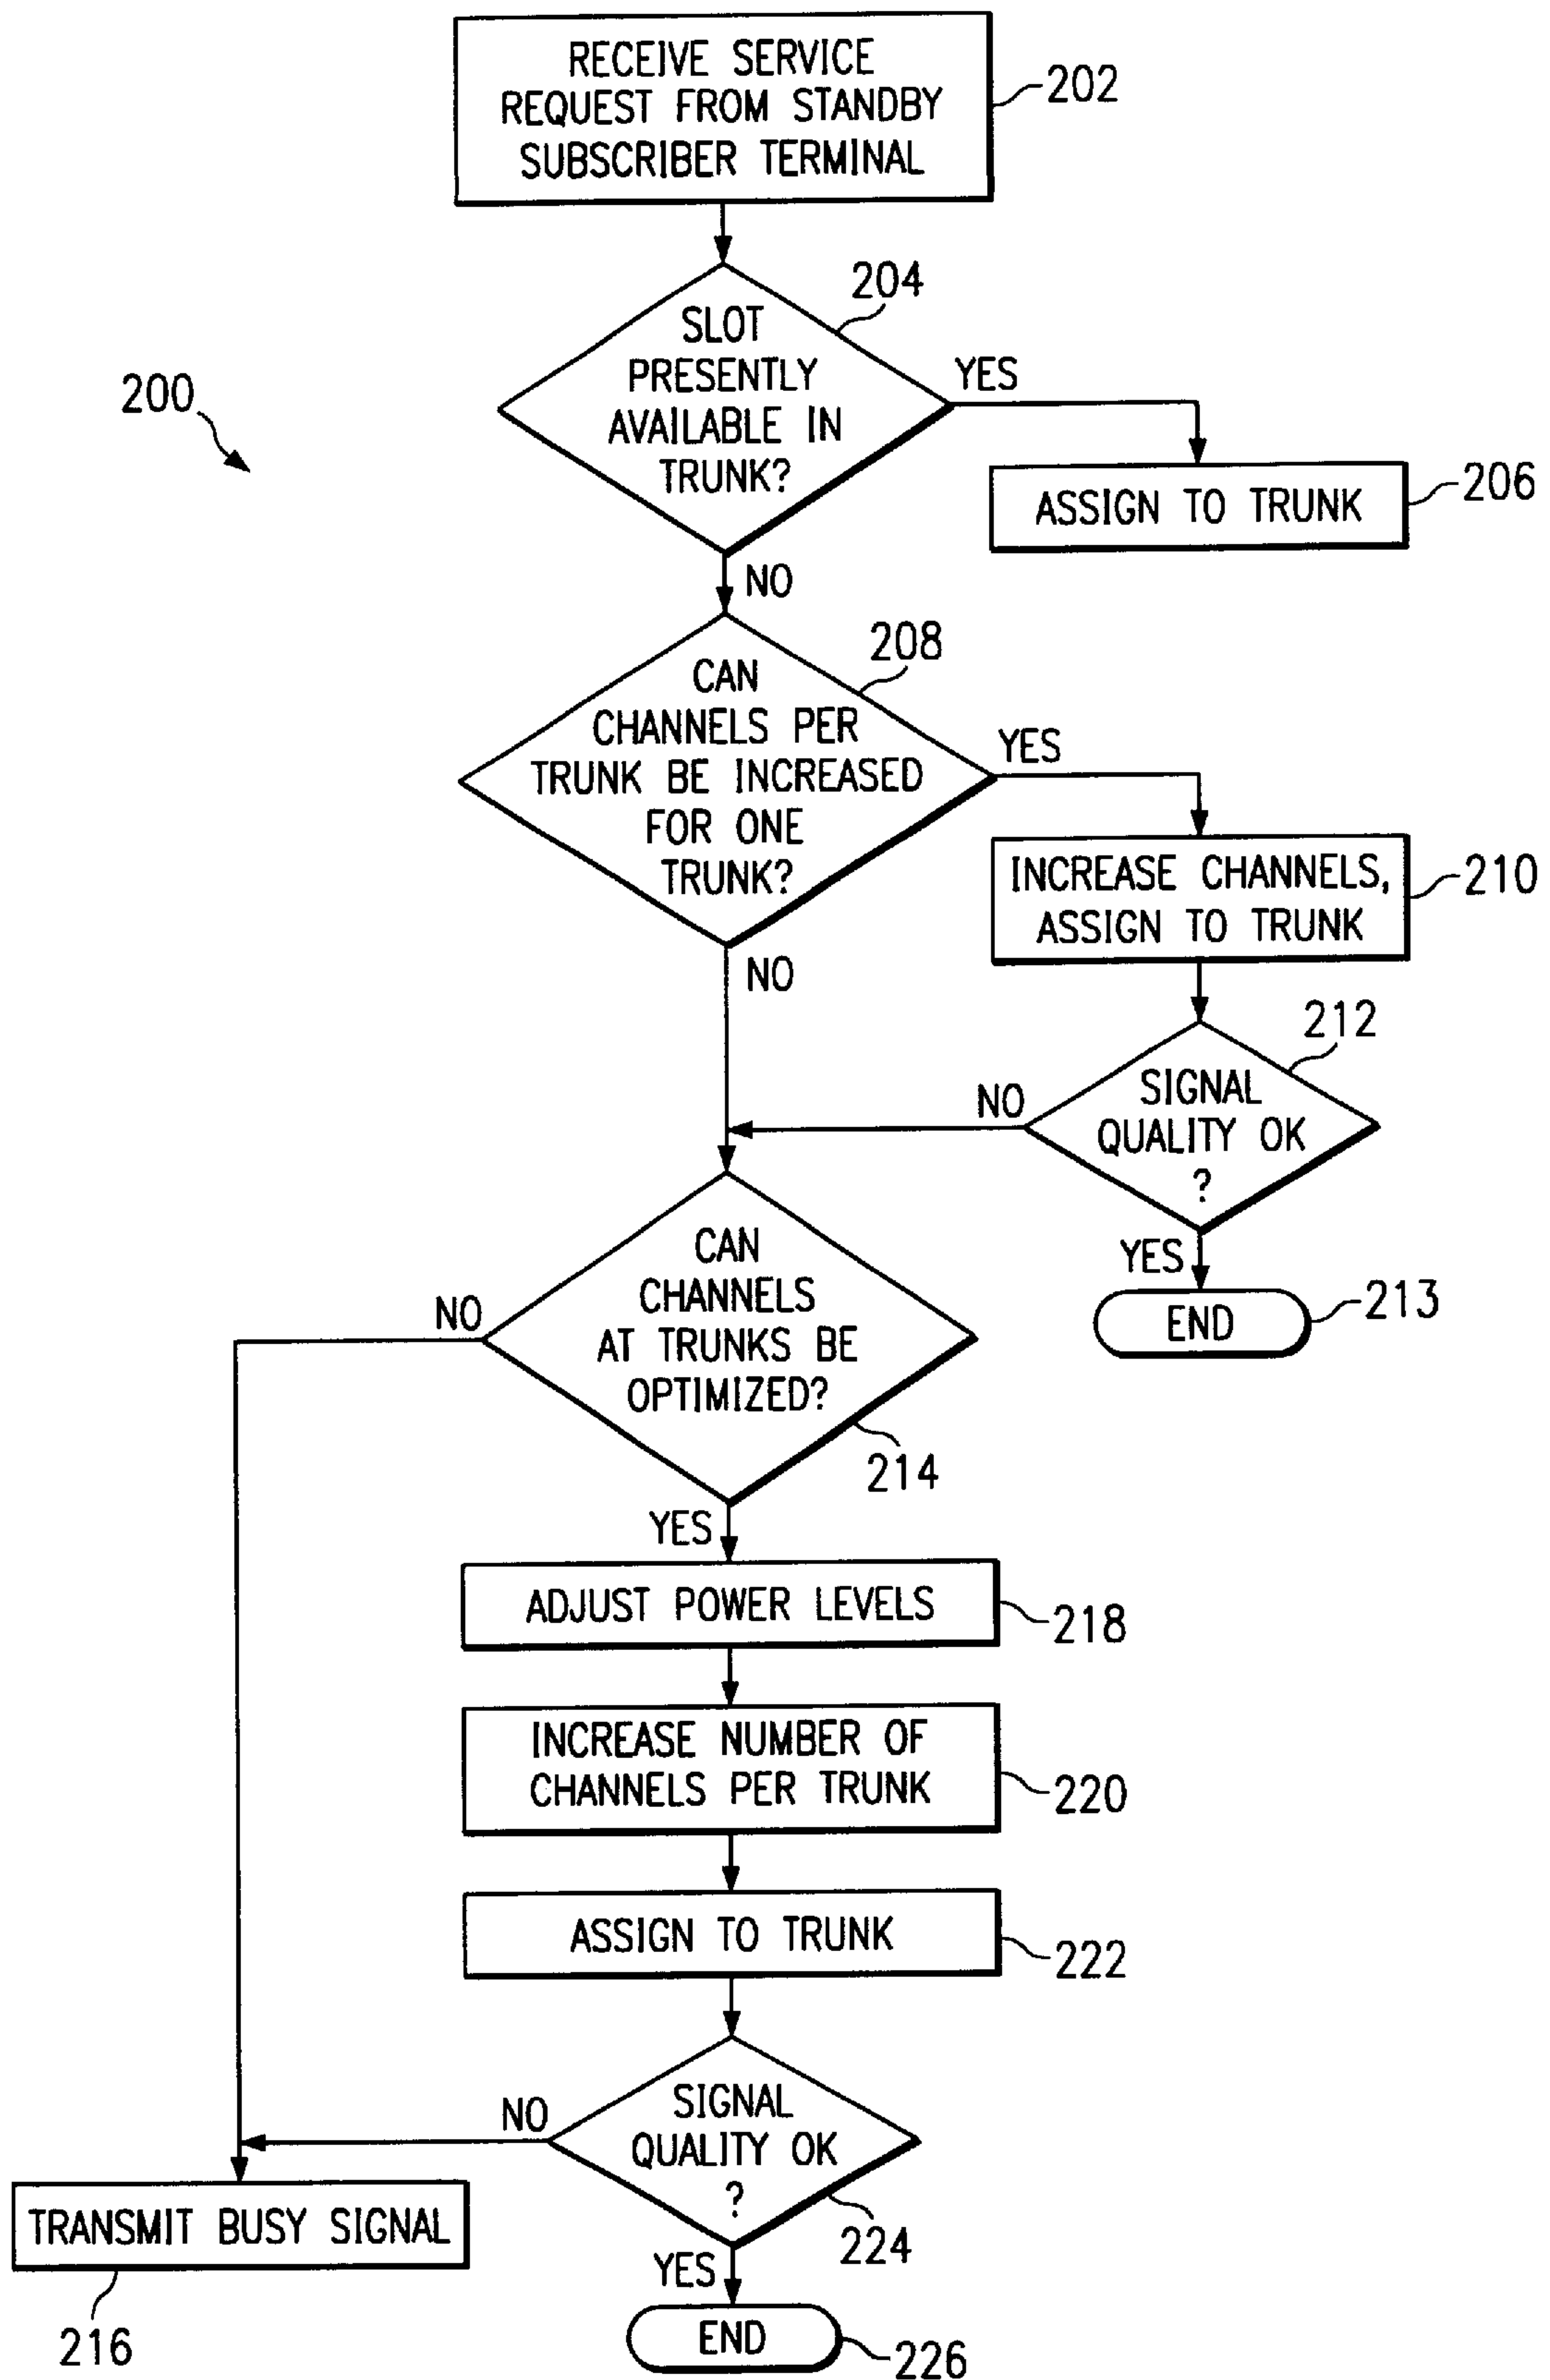 RECEIVE SERVICE
REQUEST FROM STANDBY
SUBSCRIBER TERMINAL
202
204
SLOT
PRESENTLY
AVAILABLE IN
TRUNK?
YES
200
ASSIGN TO TRUNK
206
NO
208
CAN
CHANNELS PER
TRUNK BE INCREASED
FOR ONE
TRUNK?
YES
INCREASE CHANNELS,
ASSIGN TO TRUNK
210
NO
212
SIGNAL
QUALITY OK
?
NO
YES
END
213
CAN
CHANNELS
AT TRUNKS BE
OPTIMIZED?
NO
214
YES
ADJUST POWER LEVELS
218
INCREASE NUMBER OF
CHANNELS PER TRUNK
220
ASSIGN TO TRUNK
222
SIGNAL
QUALITY OK
?
NO
224
TRANSMIT BUSY SIGNAL
216
YES
END
226